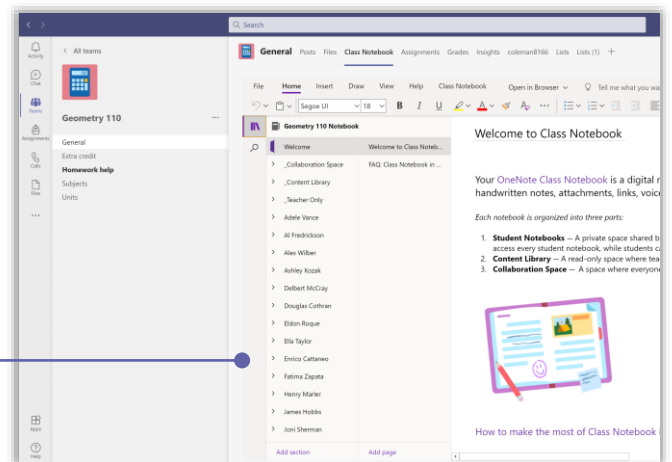 Search
Activity
Chat
Teams
Assignments
Calls
Files
Apps
Help
All teams
Geometry 110
General
Extra credit
Homework help
Subjects
Units
General Posts Files Class Notebook Assignments Grades Insights coleman8166 Lists Lists (1) +
File Home Insert Draw View Help Class Notebook Open in Browser Tell me what you wa
Segoe UI 18 B I U
Geometry 110 Notebook
Welcome
_Collaboration Space
_Content Library
_Teacher Only
Adele Vance
Al Fredrickson
Alex Wilber
Ashley Kozak
Delbert McCray
Douglas Cothran
Eldon Roque
Ella Taylor
Enrico Cattaneo
Fatima Zapata
Henry Marler
James Hobbs
Joni Sherman
Add section
Welcome to Class Noteb...
FAQ: Class Notebook in ...
Add page
Welcome to Class Notebook
Your OneNote Class Notebook is a digital
handwritten notes, attachments, links, voice
Each notebook is organized into three parts:
1. Student Notebooks — A private space shared b
access every student notebook, while students ca
2. Content Library — A read-only space where tea
3. Collaboration Space — A space where everyone
How to make the most of Class Notebook